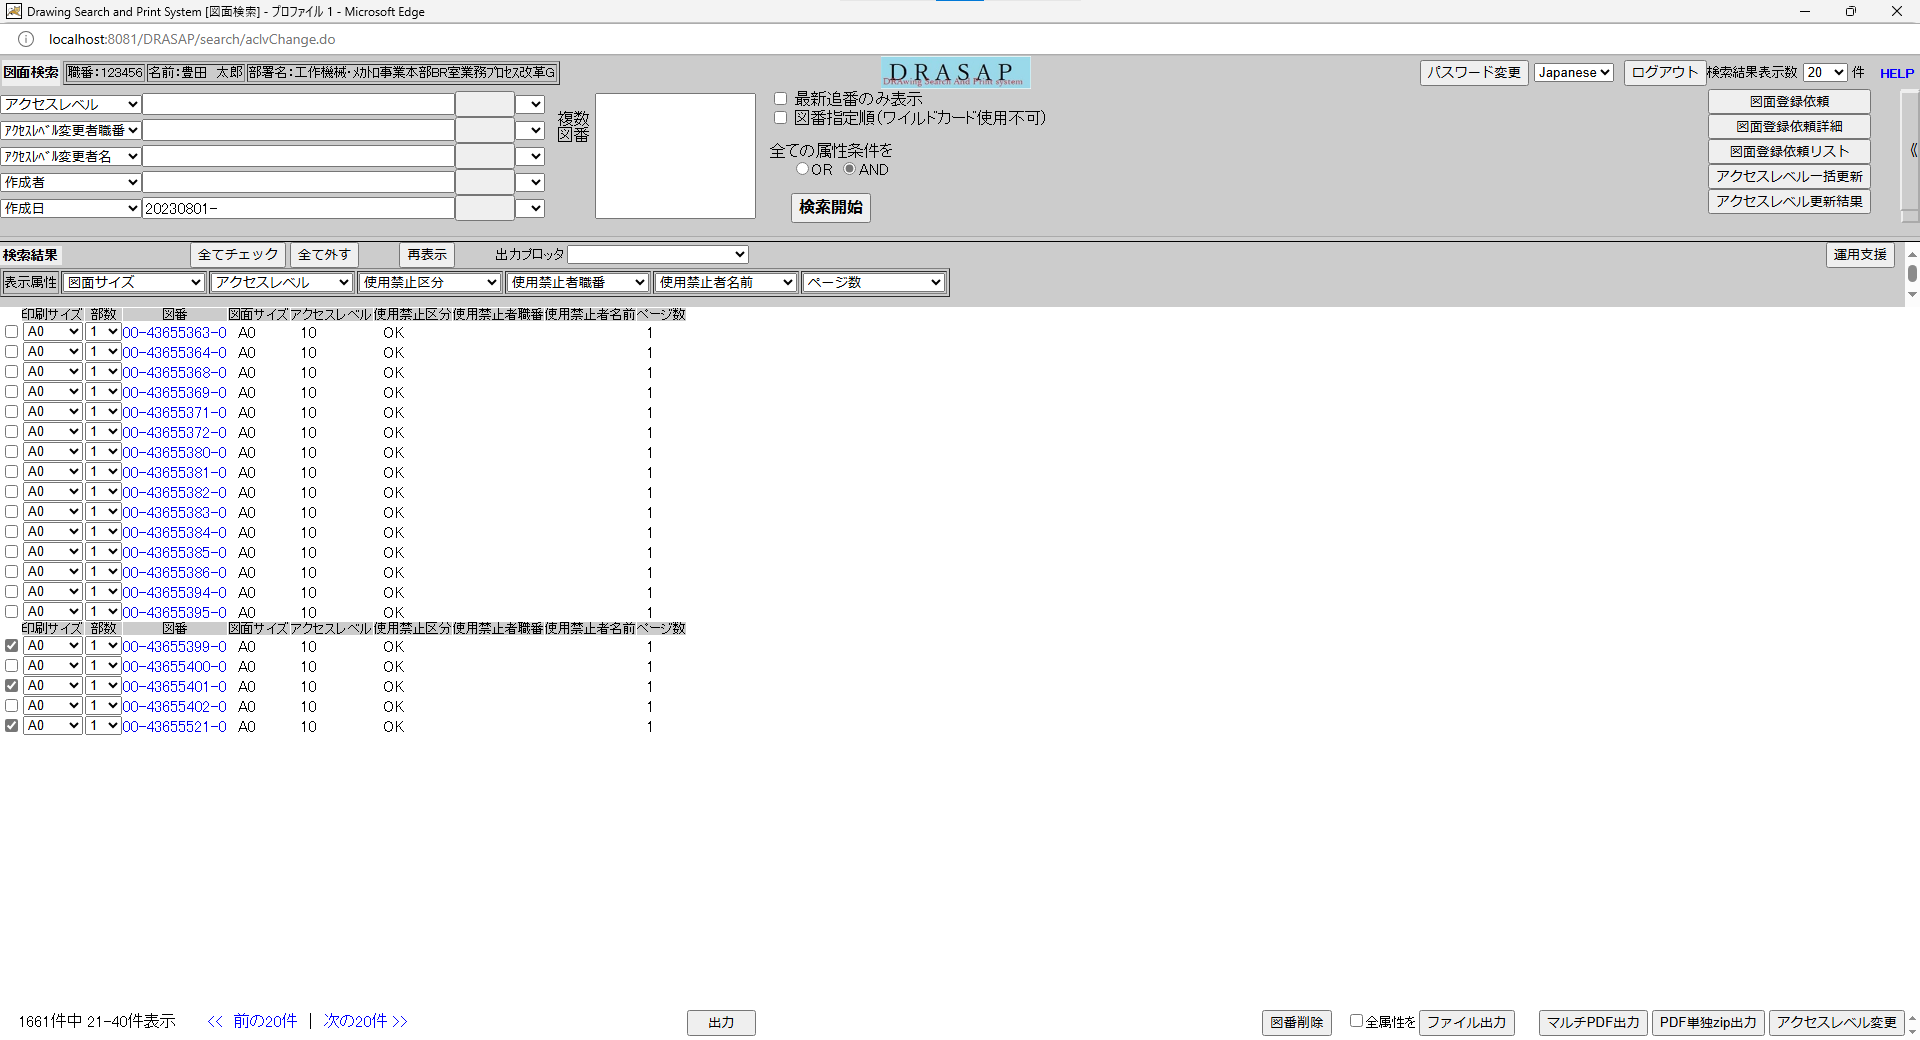 Drawing Search and Print System [図面検索] - プロファイル 1 - Microsoft Edge
localhost:8081/DRASAP/search/aclvChange.do
図面検索 職番:123456 名前:豊田 太郎 部署名:工作機械・ﾒｶﾄﾛ事業本部BR室業務ﾌﾟﾛｾｽ改革G DRASAP DRAwing Search And Print system パスワード変更 Japanese ログアウト 検索結果表示数 20 件 HELP
アクセスレベル
ｱｸｾｽﾚﾍﾞﾙ変更者職番
ｱｸｾｽﾚﾍﾞﾙ変更者名
作成者
作成日 20230801-
複数
図番
最新追番のみ表示
図番指定順(ワイルドカード使用不可)
全ての属性条件を
OR AND
検索開始
図面登録依頼
図面登録依頼詳細
図面登録依頼リスト
アクセスレベル一括更新
アクセスレベル更新結果
《
検索結果 全てチェック 全て外す 再表示 出力プロッタ 運用支援
表示属性 図面サイズ アクセスレベル 使用禁止区分 使用禁止者職番 使用禁止者名前 ページ数
印刷サイズ 部数 図番 図面サイズ アクセスレベル 使用禁止区分 使用禁止者職番 使用禁止者名前 ページ数
A0 1 00-43655363-0 A0 10 OK 1
A0 1 00-43655364-0 A0 10 OK 1
A0 1 00-43655368-0 A0 10 OK 1
A0 1 00-43655369-0 A0 10 OK 1
A0 1 00-43655371-0 A0 10 OK 1
A0 1 00-43655372-0 A0 10 OK 1
A0 1 00-43655380-0 A0 10 OK 1
A0 1 00-43655381-0 A0 10 OK 1
A0 1 00-43655382-0 A0 10 OK 1
A0 1 00-43655383-0 A0 10 OK 1
A0 1 00-43655384-0 A0 10 OK 1
A0 1 00-43655385-0 A0 10 OK 1
A0 1 00-43655386-0 A0 10 OK 1
A0 1 00-43655394-0 A0 10 OK 1
A0 1 00-43655395-0 A0 10 OK 1
印刷サイズ 部数 図番 図面サイズ アクセスレベル 使用禁止区分 使用禁止者職番 使用禁止者名前 ページ数
A0 1 00-43655399-0 A0 10 OK 1
A0 1 00-43655400-0 A0 10 OK 1
A0 1 00-43655401-0 A0 10 OK 1
A0 1 00-43655402-0 A0 10 OK 1
A0 1 00-43655521-0 A0 10 OK 1
1661件中 21-40件表示 << 前の20件 | 次の20件 >> 出力 図番削除 全属性を ファイル出力 マルチPDF出力 PDF単独zip出力 アクセスレベル変更